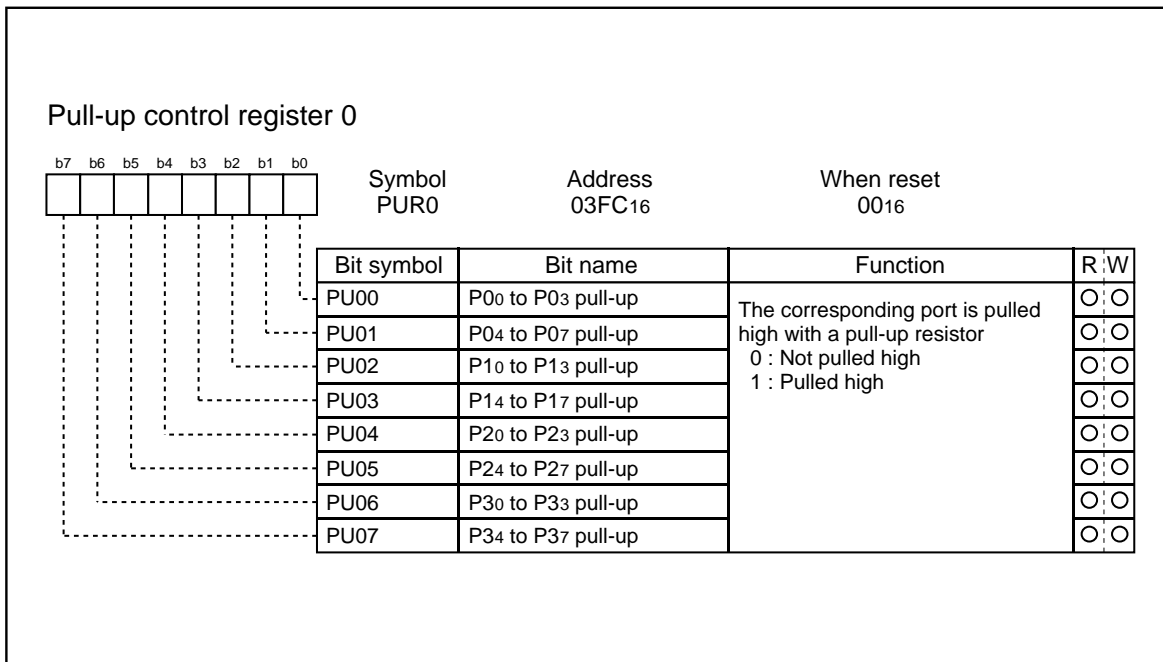 Pull-up control register 0
b7 b6 b5 b4 b3 b2 b1 b0
Symbol Address When reset
PUR0 03FC16 0016
Bit symbol Bit name Function R W
PU00 P00 to P03 pull-up
The corresponding port is pulled
high with a pull-up resistor
0 : Not pulled high
1 : Pulled high
PU01 P04 to P07 pull-up
PU02 P10 to P13 pull-up
PU03 P14 to P17 pull-up
PU04 P20 to P23 pull-up
PU05 P24 to P27 pull-up
PU06 P30 to P33 pull-up
PU07 P34 to P37 pull-up